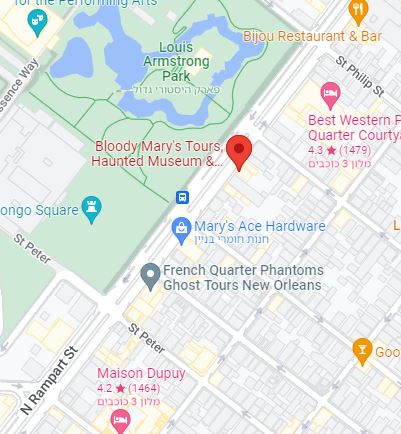 for the Performing Arts
Bijou Restaurant & Bar
Louis
Armstrong
Park
פארק היסטורי גדול
St Philip St
essence Way
Best Western P
Quarter Courtya
4.3 ★ (1479)
מלון 3 כוכבים
Bloody Mary's Tours,
Haunted Museum &...
ongo Square
Mary's Ace Hardware
חנות חומרי בניין
St Peter
French Quarter Phantoms
Ghost Tours New Orleans
St Peter
Goo
N Rampart St
Maison Dupuy
4.2 ★ (1464)
מלון 3 כוכבים